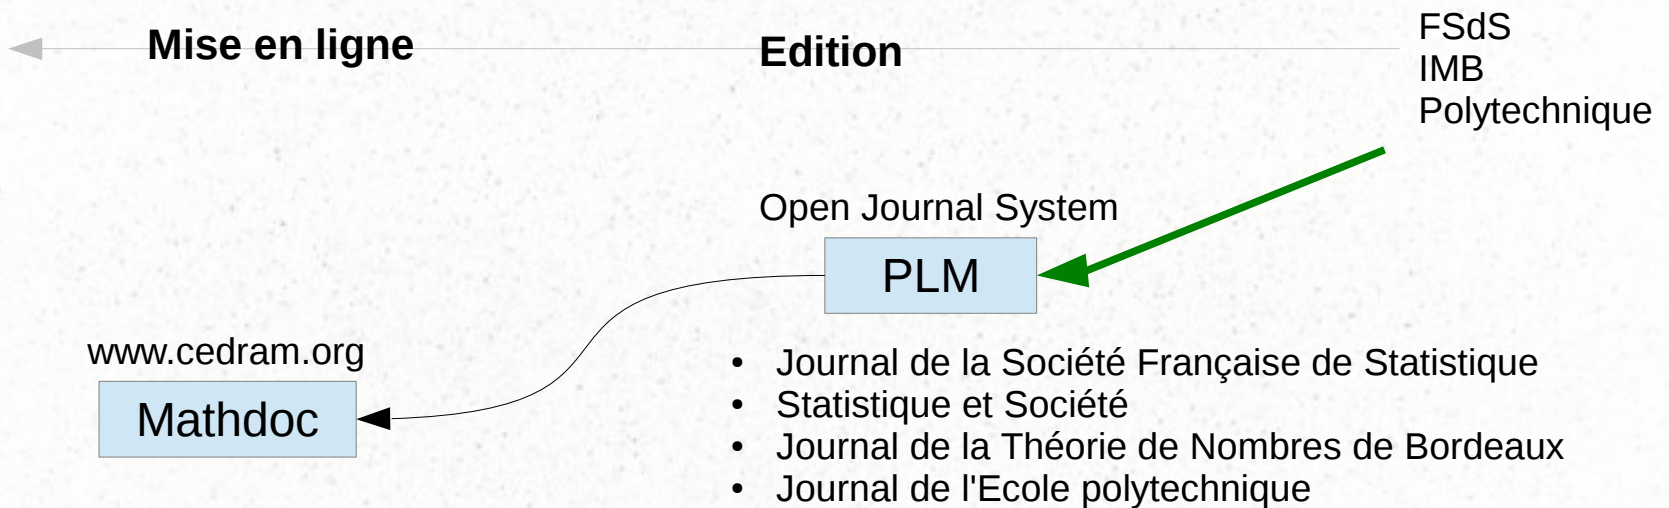 Mise en ligne
Edition
FSdS
IMB
Polytechnique
Open Journal System
PLM
www.cedram.org
Mathdoc
• Journal de la Société Française de Statistique
• Statistique et Société
• Journal de la Théorie de Nombres de Bordeaux
• Journal de l'Ecole polytechnique